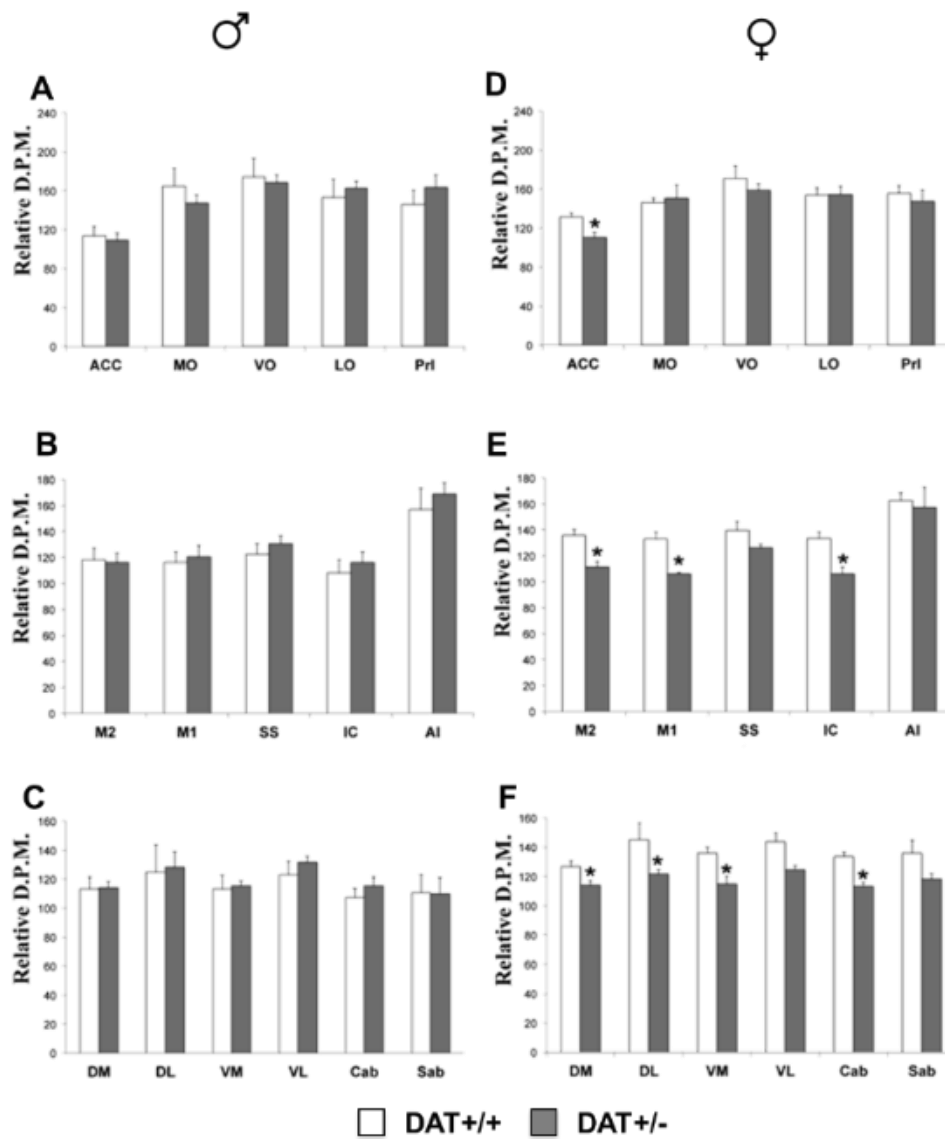 ♂ ♀
A
Relative D.P.M.
240
200
160
120
80
40
0
ACC MO VO LO PrI
D
Relative D.P.M.
240
200
160
120
80
40
0
ACC MO VO LO PrI
*
B
Relative D.P.M.
180
160
140
120
100
80
60
40
20
0
M2 M1 SS IC AI
E
Relative D.P.M.
180
160
140
120
100
80
60
40
20
0
* * *
M2 M1 SS IC AI
C
Relative D.P.M.
160
140
120
100
80
60
40
20
0
DM DL VM VL Cab Sab
F
Relative D.P.M.
160
140
120
100
80
60
40
20
0
* * * *
DM DL VM VL Cab Sab
DAT+/+ DAT+/-